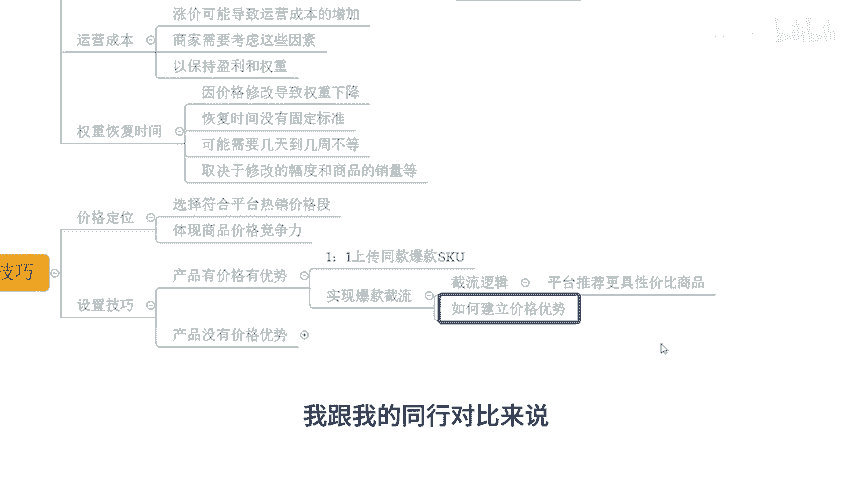 涨价可能导致运营成本的增加
运营成本
商家需要考虑这些因素
以保持盈利和权重
因价格修改导致权重下降
恢复时间没有固定标准
权重恢复时间
可能需要几天到几周不等
取决于修改的幅度和商品的销量等
选择符合平台热销价格段
价格定位
体现商品价格竞争力
1：1上传同款爆款SKU
技巧
产品有价格有优势
截流逻辑
平台推荐更具性价比商品
实现爆款截流
设置技巧
如何建立价格优势
产品没有价格优势
我跟我的同行对比来说